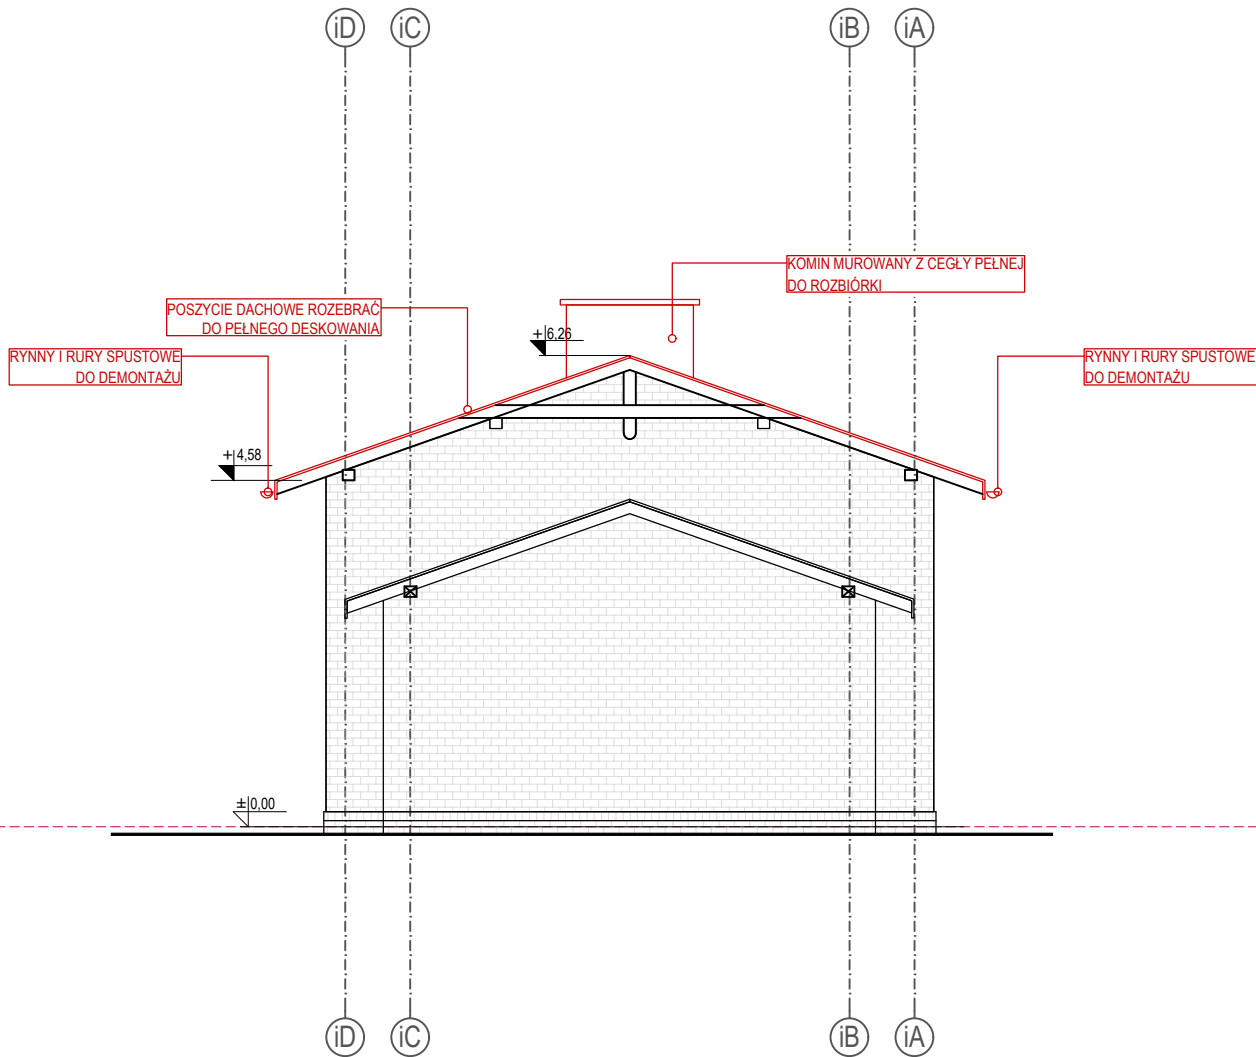 iD iC iB iA
KOMIN MUROWANY Z CEGŁY PEŁNEJ
DO ROZBIÓRKI
POSZYCIE DACHOWE ROZEBRAĆ
DO PEŁNEGO DESKOWANIA
+6,26
RYNNY I RURY SPUSTOWE
DO DEMONTAŻU
RYNNY I RURY SPUSTOWE
DO DEMONTAŻU
+4,58
±0,00
iD iC iB iA